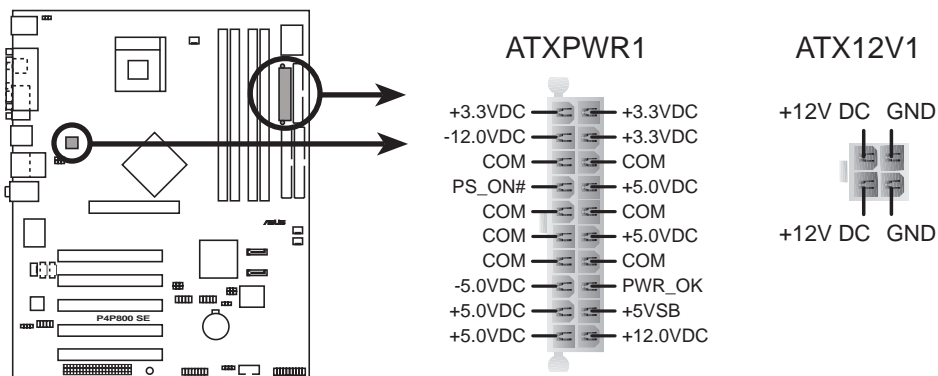 ATXPWR1 ATX12V1
+3.3VDC +3.3VDC
-12.0VDC +3.3VDC
COM COM
PS_ON# +5.0VDC
COM COM
COM +5.0VDC
COM COM
-5.0VDC PWR_OK
+5.0VDC +5VSB
+5.0VDC +12.0VDC
+12V DC GND
+12V DC GND
ASUS
P4P800 SE